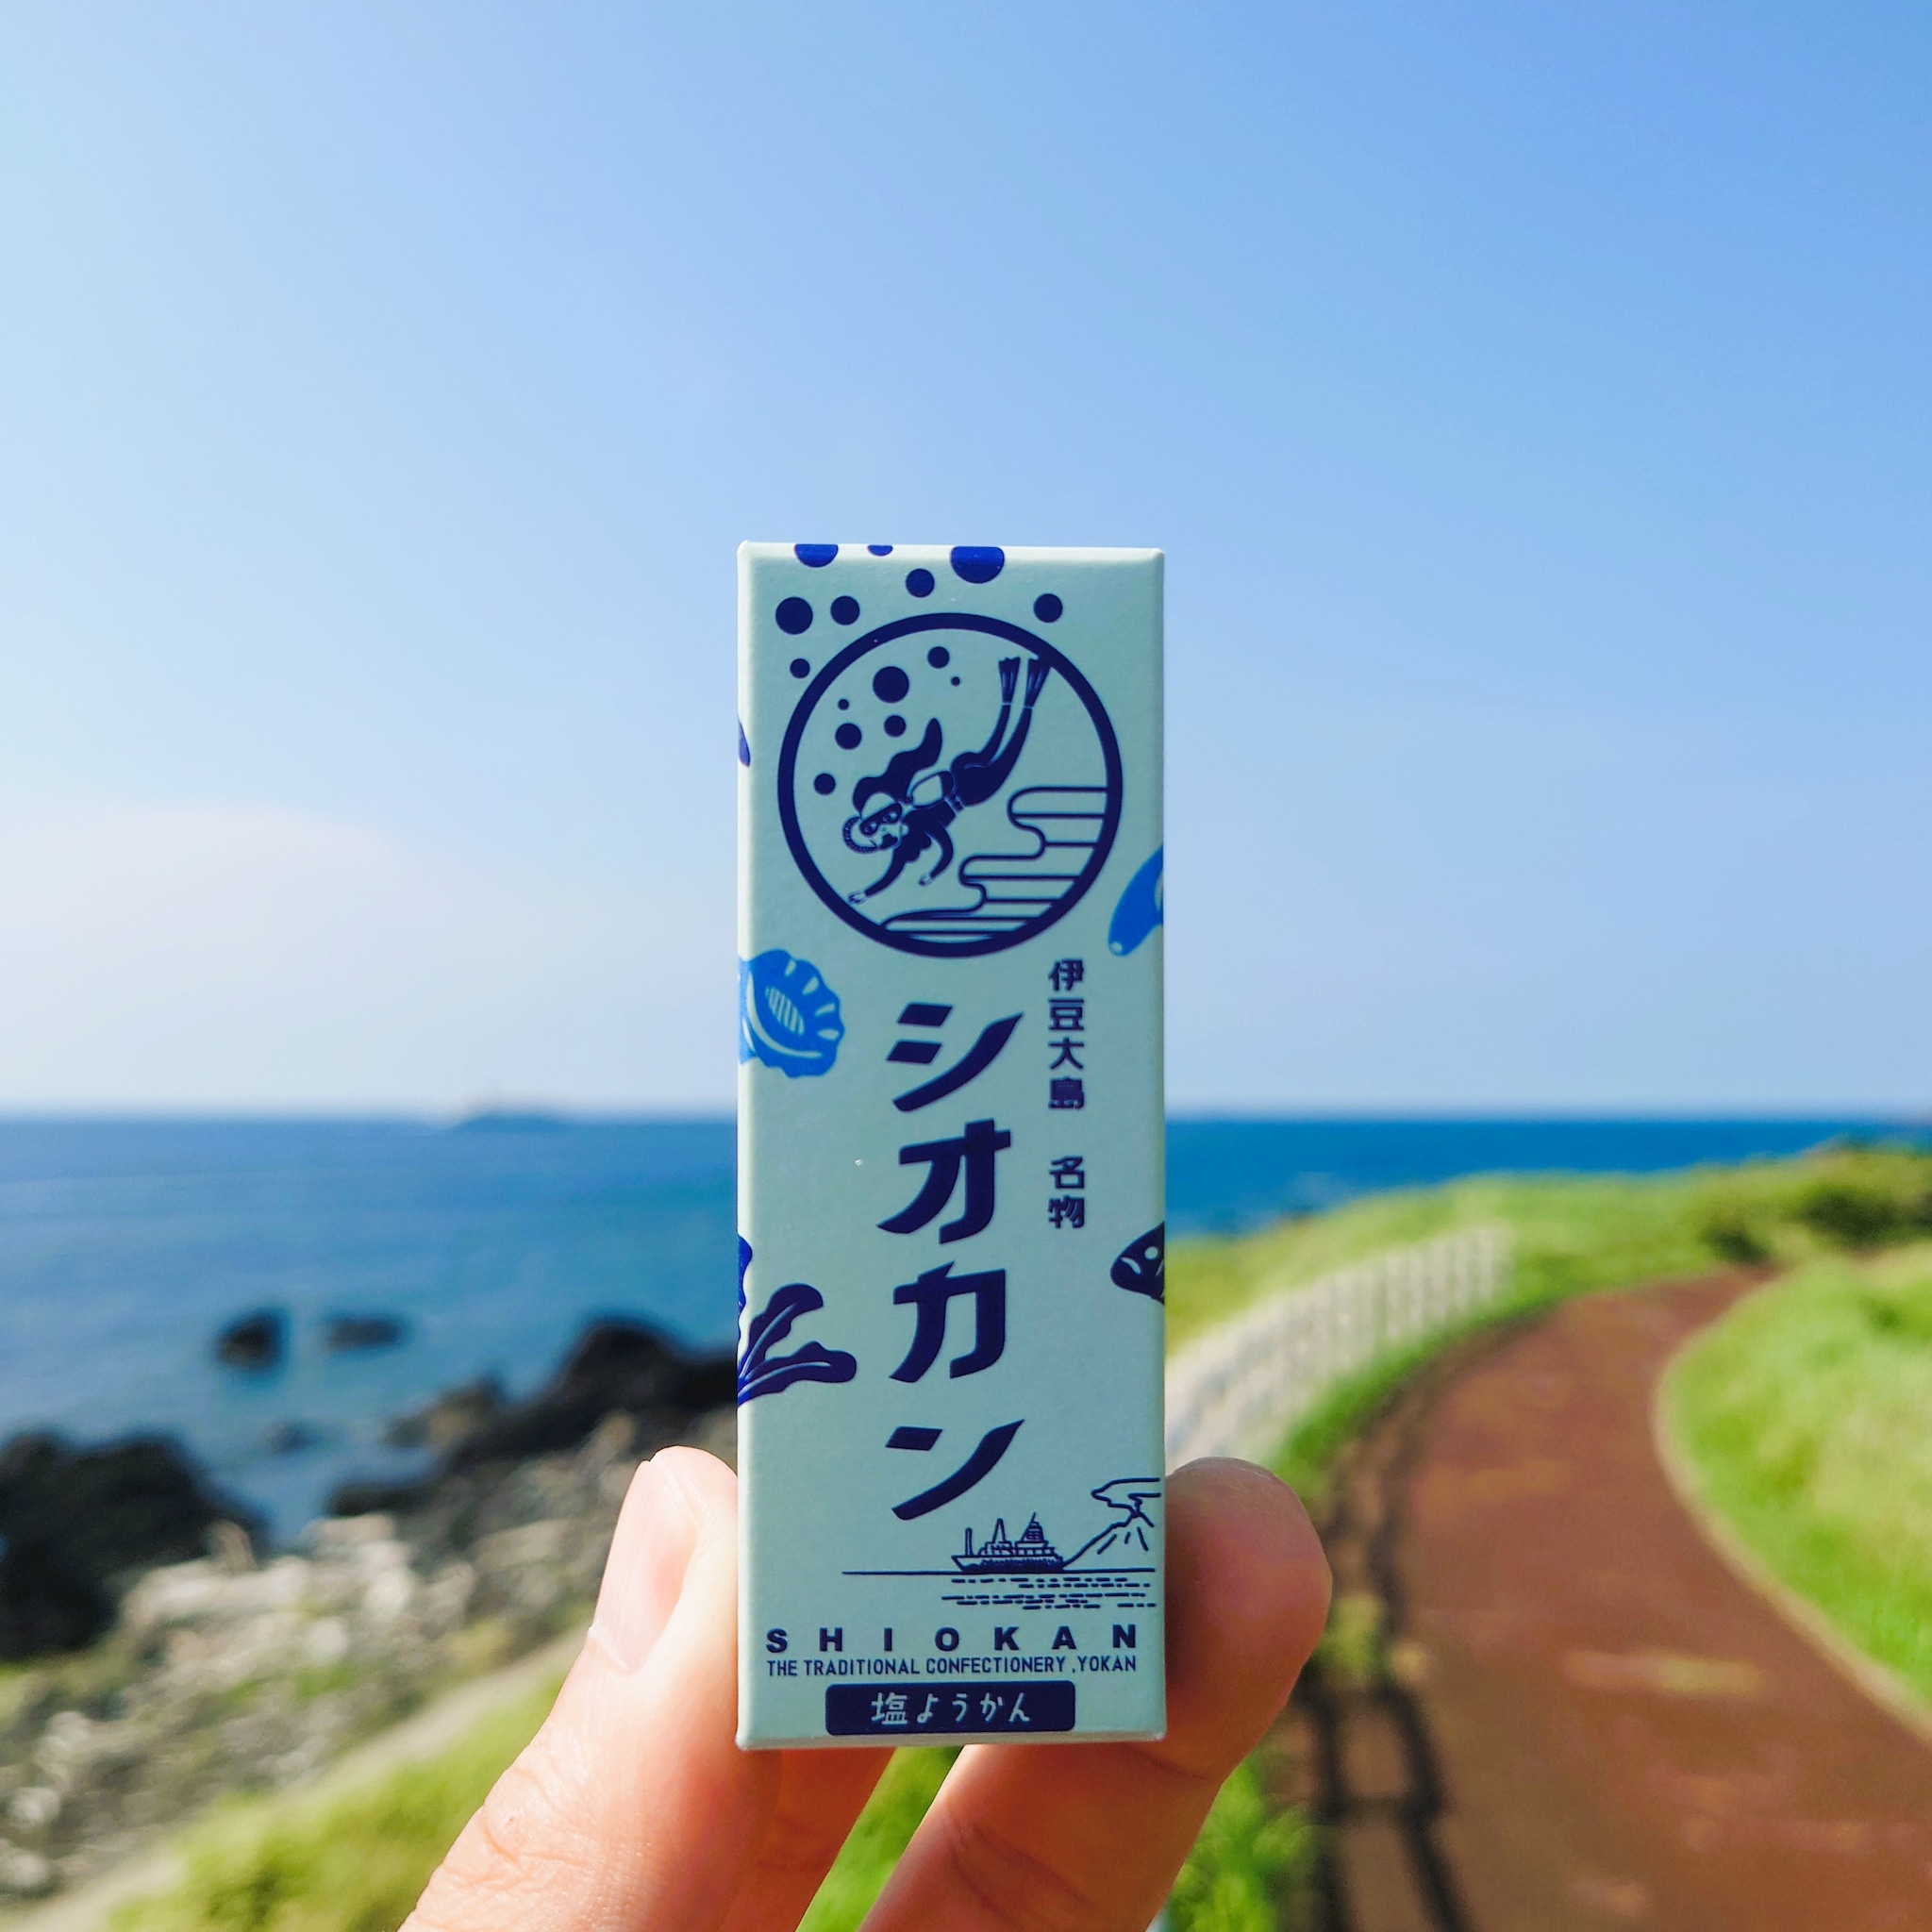 伊豆大島 名物
シオカン
SHIOKAN
THE TRADITIONAL CONFECTIONERY ,YOKAN
塩ようかん